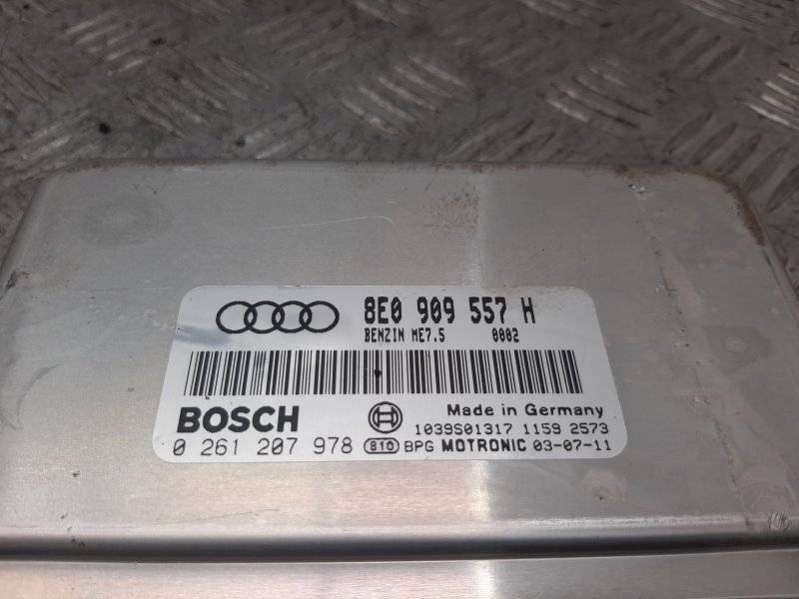 8E0 909 557 H
BENZIN ME7.5 0002
BOSCH
Made in Germany
1039S01317 1159 2573
0 261 207 978 810 BPG MOTRONIC 03-07-11